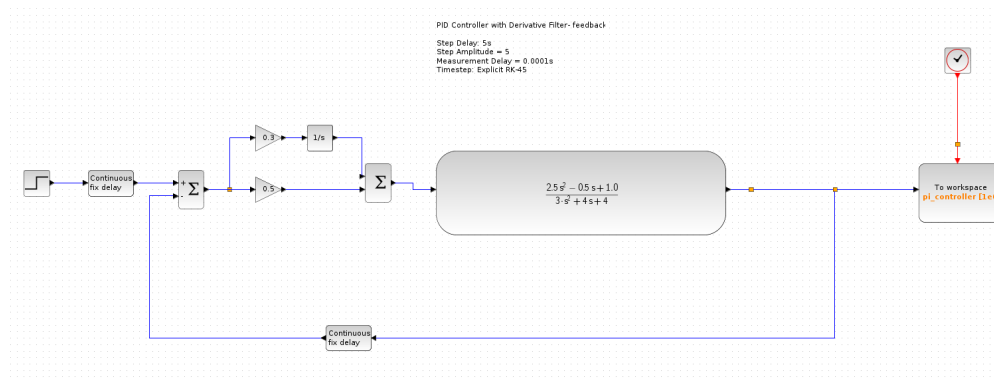 PID Controller with Derivative Filter- feedback
Step Delay: 5s
Step Amplitude = 5
Measurement Delay = 0.0001s
Timestep: Explicit RK-45
0.3
1/s
Continuous
fix delay
+
-
Σ
0.5
Σ
2.5 s² − 0.5 s + 1.0
3·s² + 4 s + 4
To workspace
pi_controller [1e
Continuous
fix delay